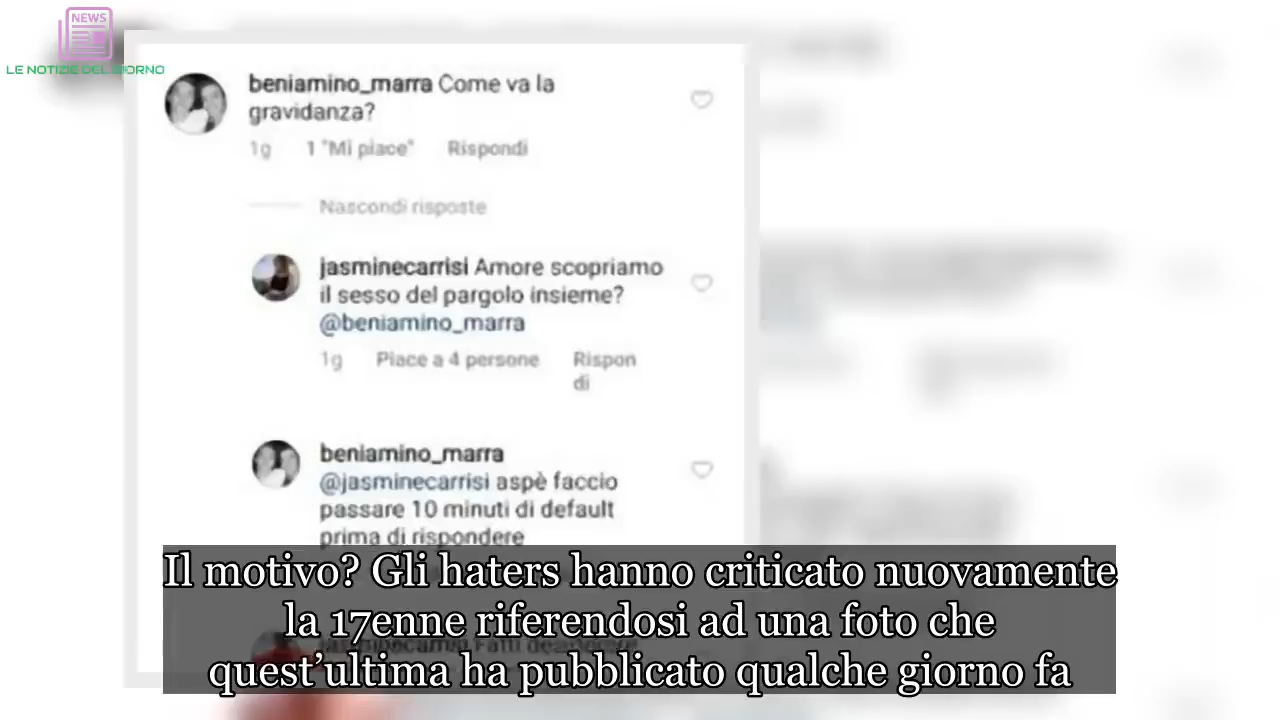 NEWS
LE NOTIZIE DEL GIORNO
beniamino_marra Come va la
gravidanza?
1g 1 "Mi piace" Rispondi
Nascondi risposte
jasminecarrisi Amore scopriamo
il sesso del pargolo insieme?
@beniamino_marra
1g Piace a 4 persone Rispon
di
beniamino_marra
@jasminecarrisi aspè faccio
passare 10 minuti di default
prima di rispondere
Il motivo? Gli haters hanno criticato nuovamente
la 17enne riferendosi ad una foto che
quest’ultima ha pubblicato qualche giorno fa